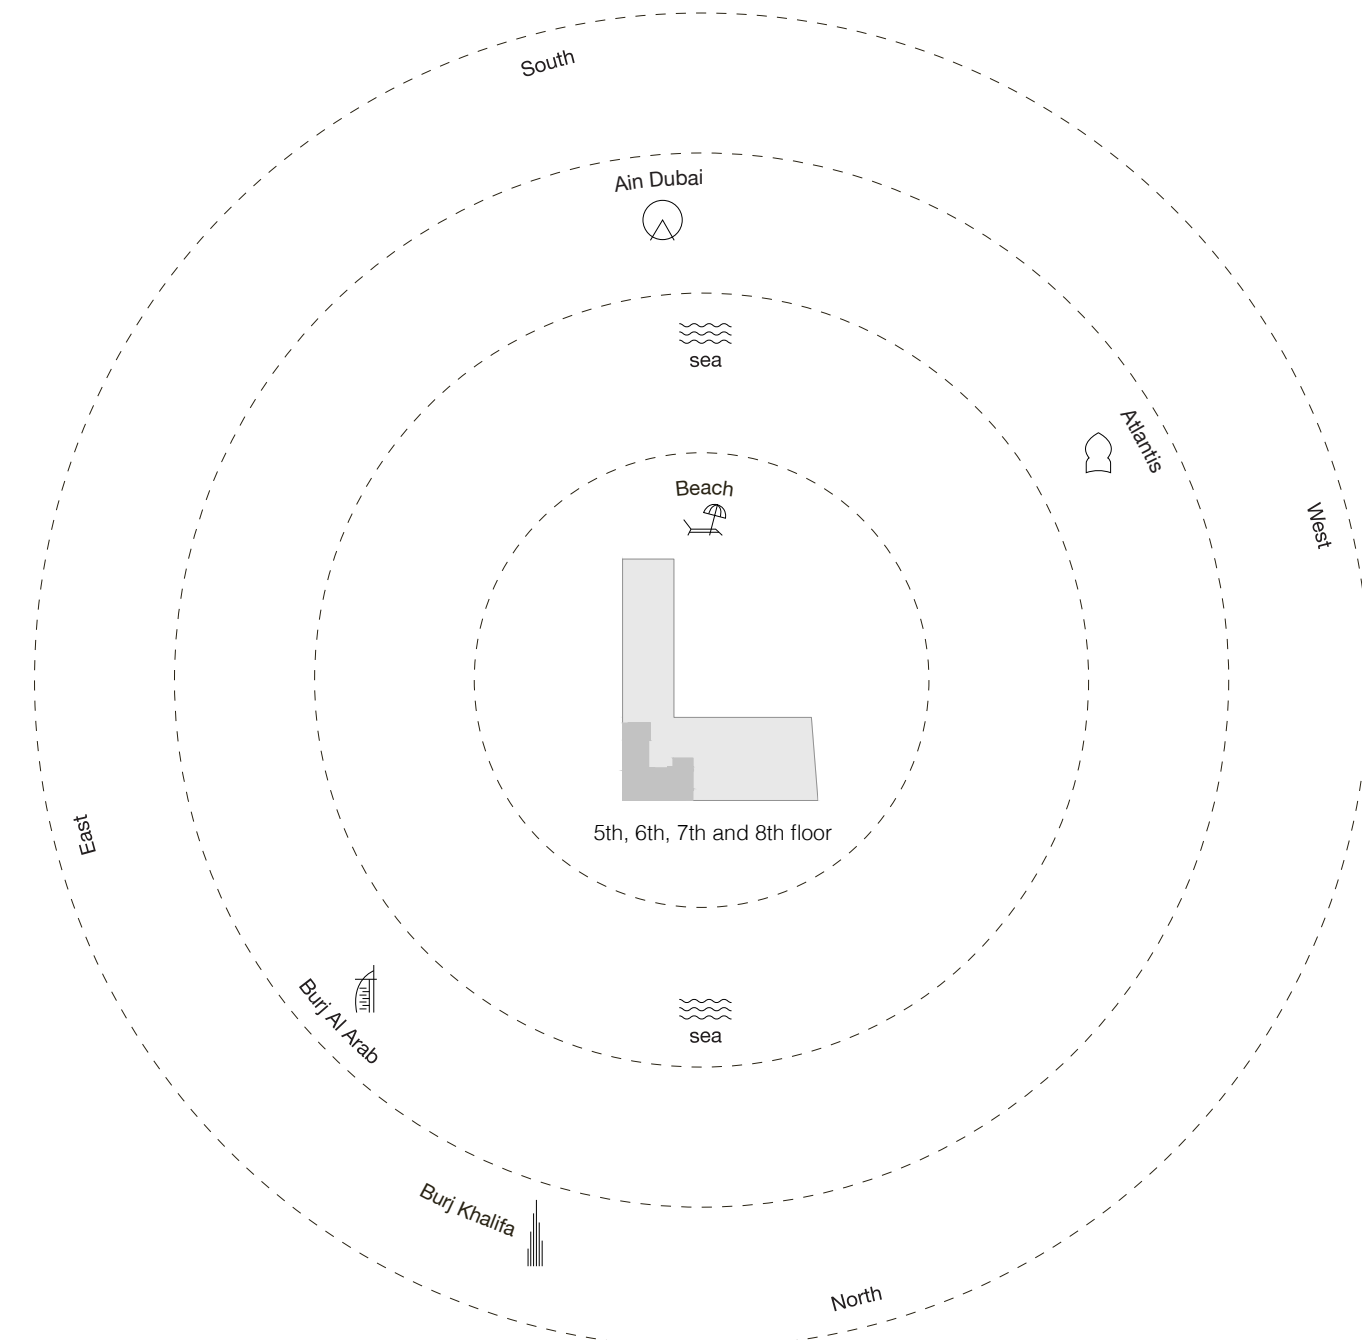 South
Ain Dubai
sea
Atlantis
Beach
West
5th, 6th, 7th and 8th floor
East
Burj Al Arab
sea
Burj Khalifa
North